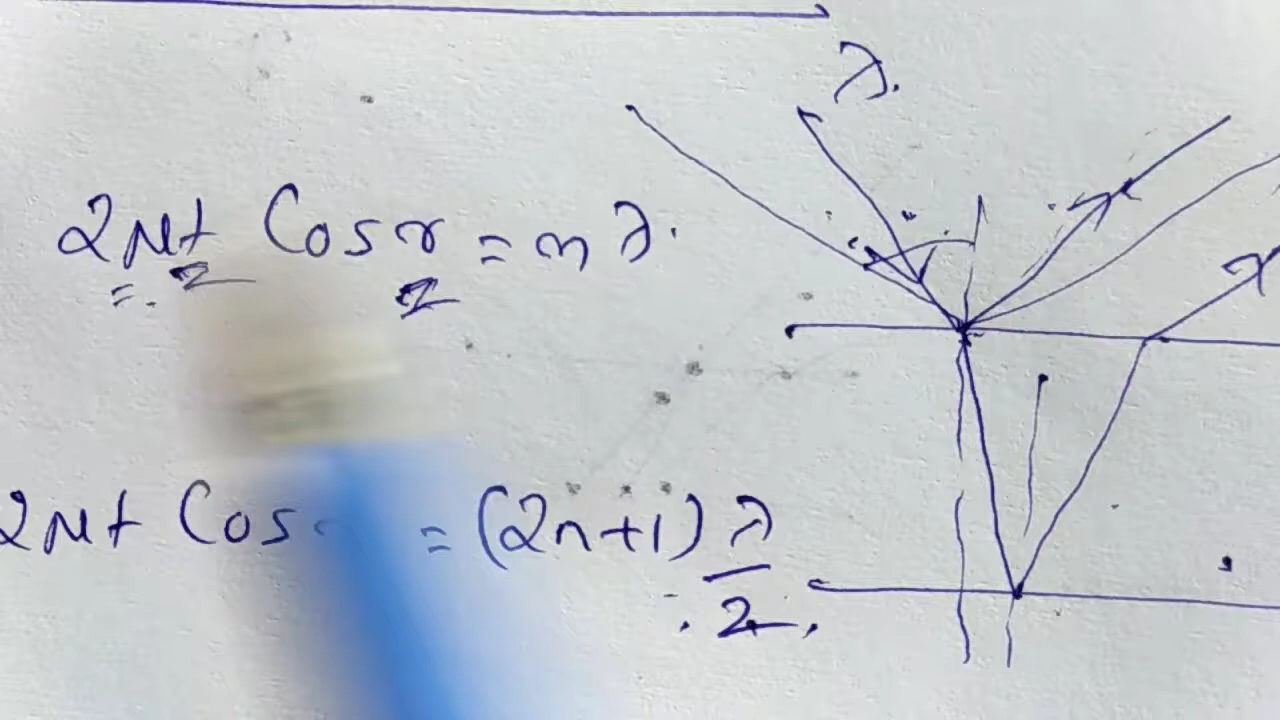 λ.
2μt Cos r = nλ.
2μt Cos = (2n+1) λ/2